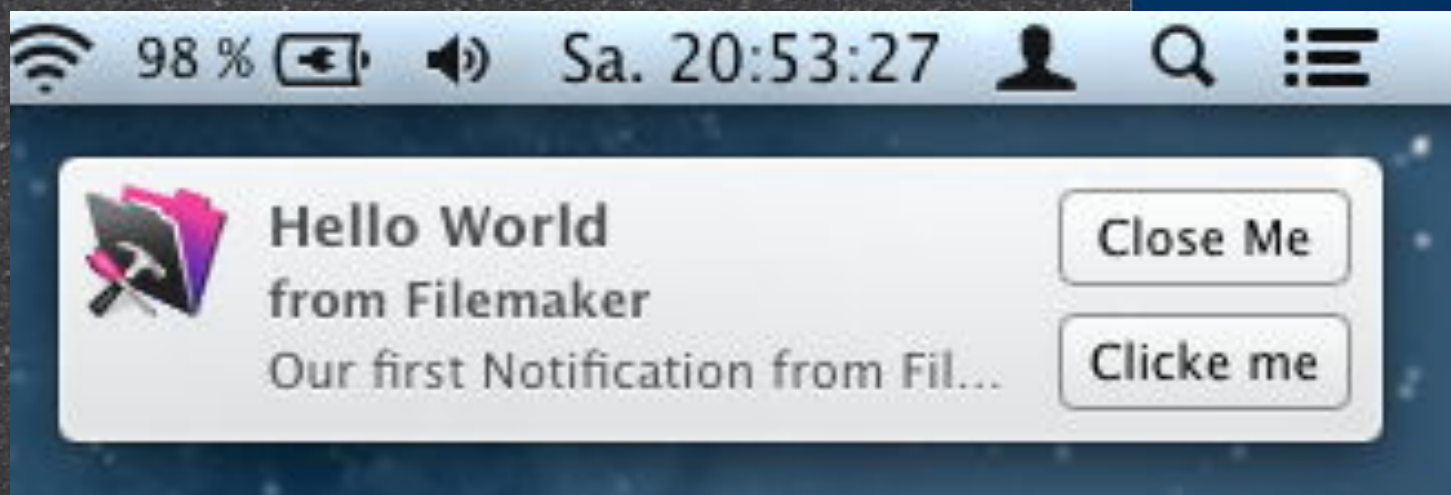 98 % Sa. 20:53:27
Hello World
from Filemaker
Our first Notification from Fil...
Close Me
Clicke me